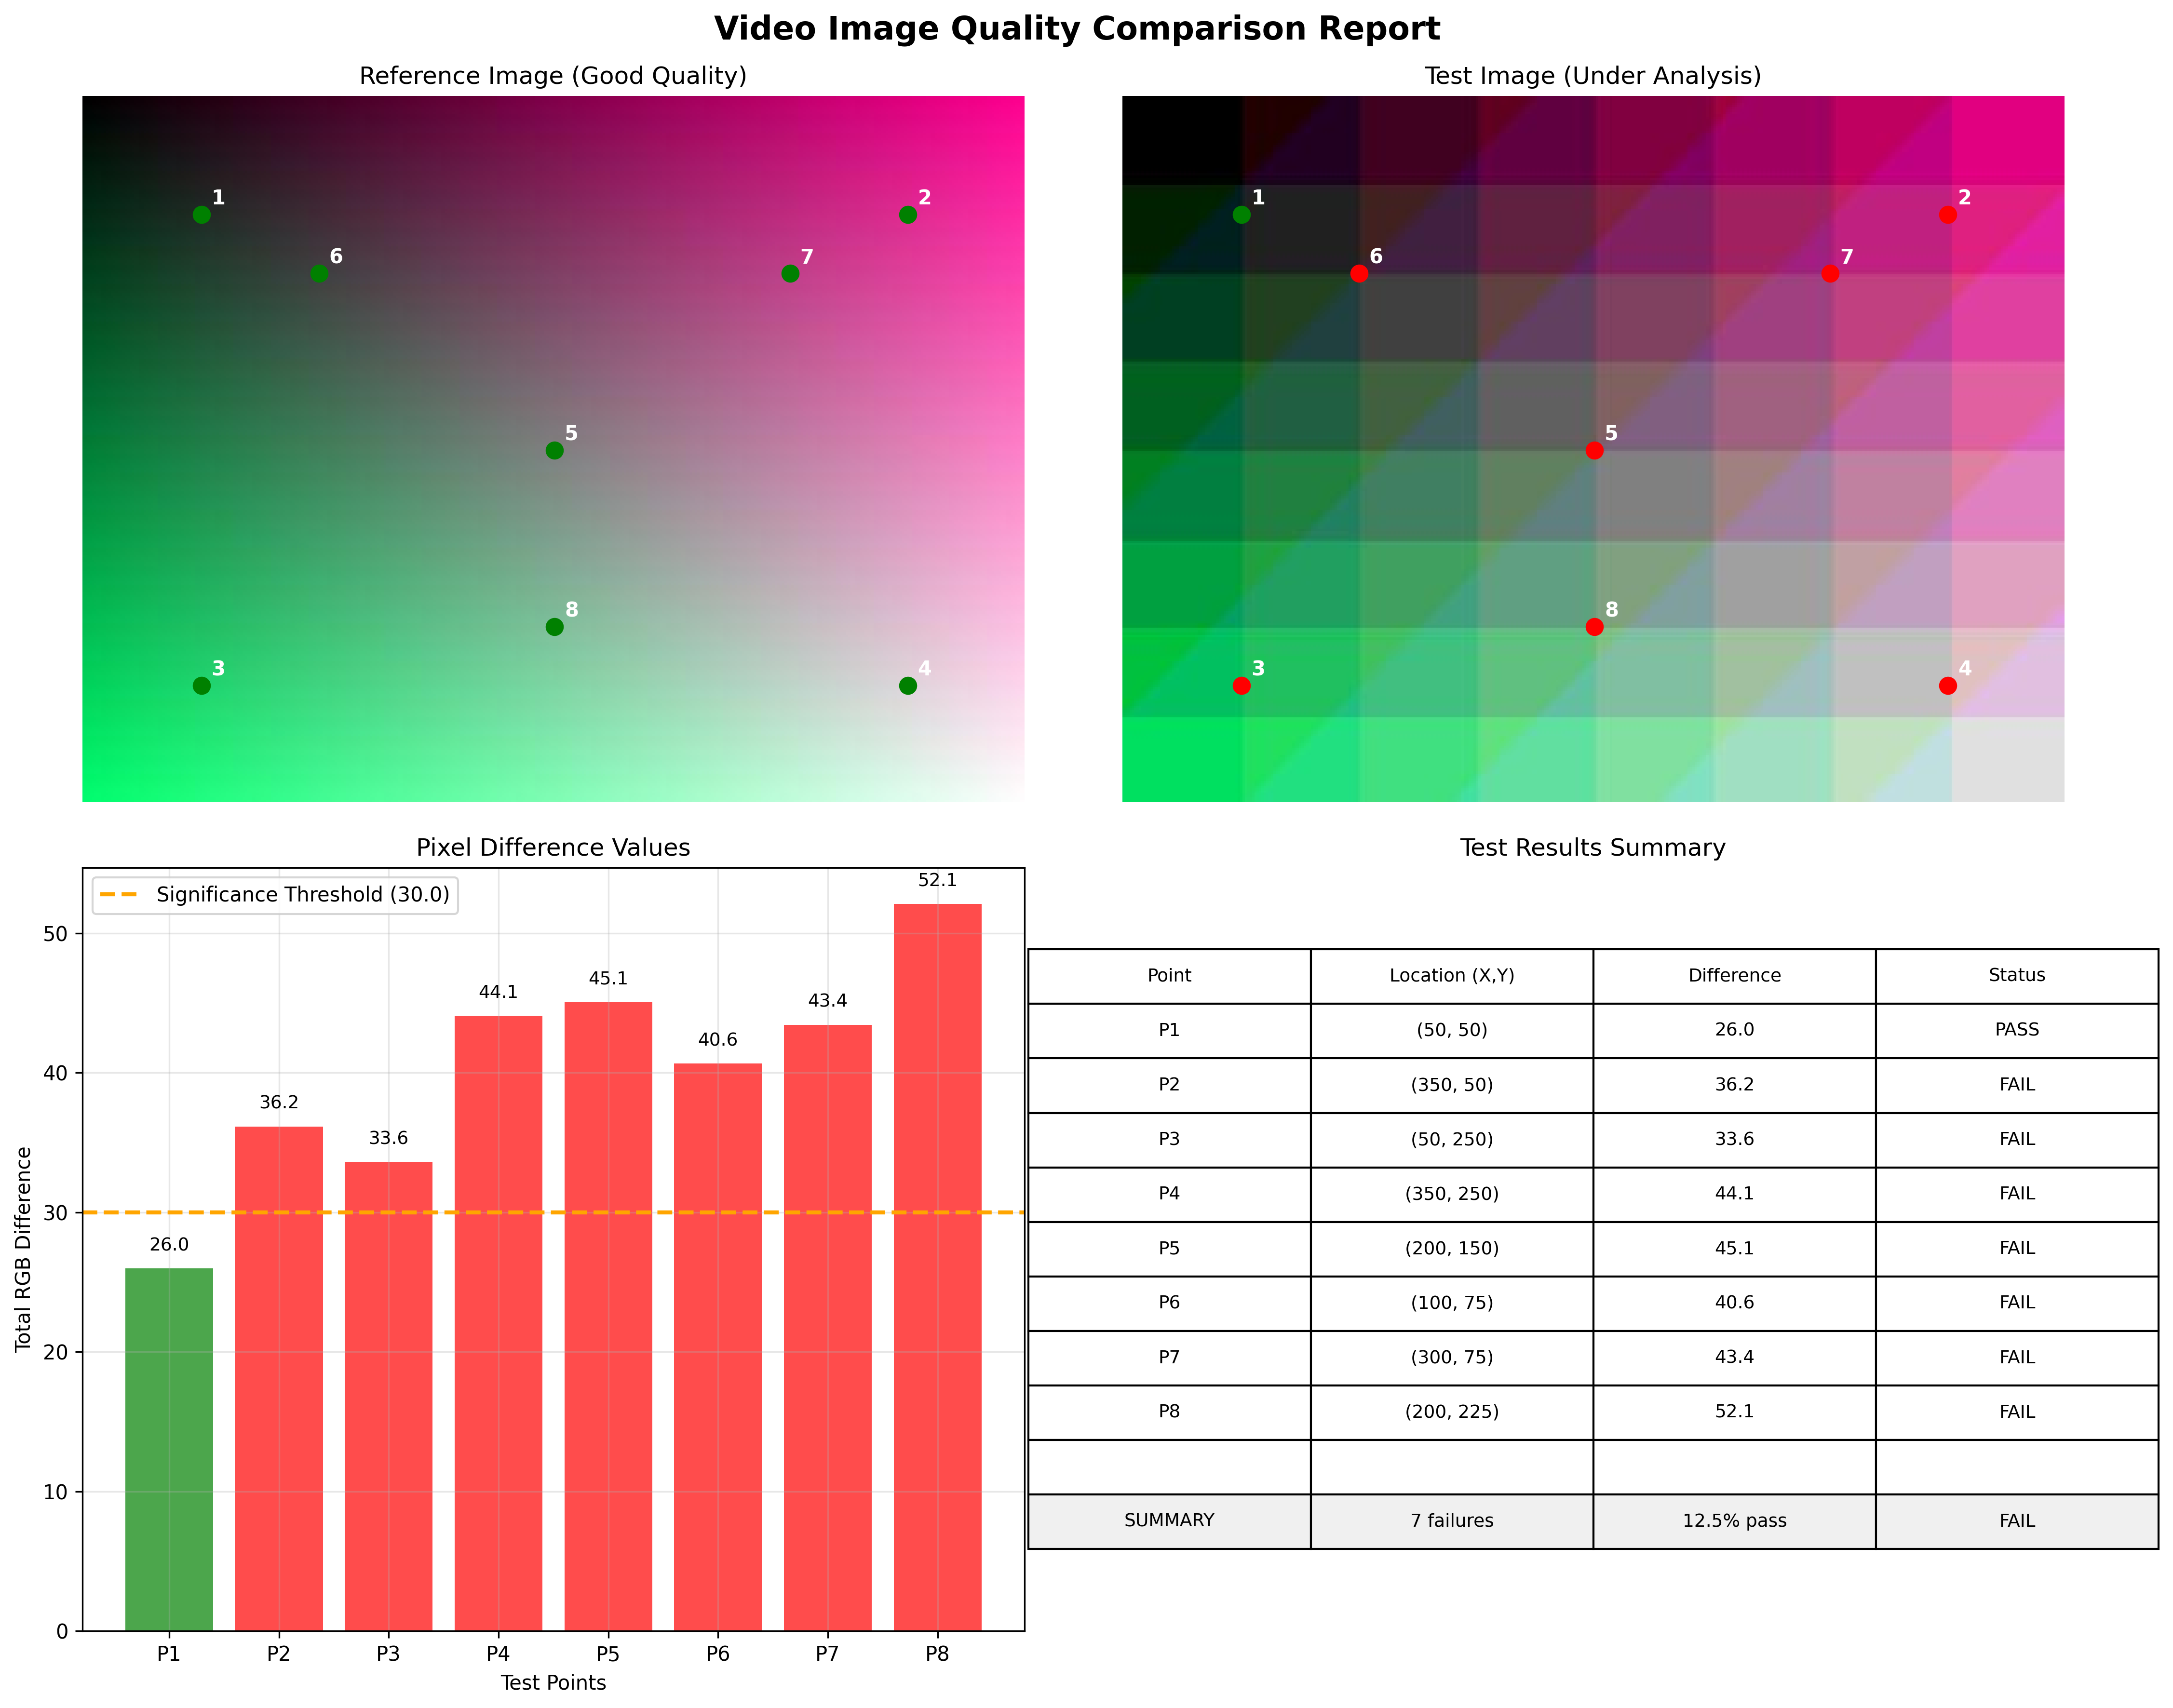 Video Image Quality Comparison Report
Reference Image (Good Quality)
1
2
6
7
5
8
3
4
Test Image (Under Analysis)
1
2
6
7
5
8
3
4
Pixel Difference Values
Significance Threshold (30.0)
Total RGB Difference
50
40
30
20
10
0
26.0
36.2
33.6
44.1
45.1
40.6
43.4
52.1
P1 P2 P3 P4 P5 P6 P7 P8
Test Points
Test Results Summary
Point Location (X,Y) Difference Status
P1 (50, 50) 26.0 PASS
P2 (350, 50) 36.2 FAIL
P3 (50, 250) 33.6 FAIL
P4 (350, 250) 44.1 FAIL
P5 (200, 150) 45.1 FAIL
P6 (100, 75) 40.6 FAIL
P7 (300, 75) 43.4 FAIL
P8 (200, 225) 52.1 FAIL
SUMMARY 7 failures 12.5% pass FAIL